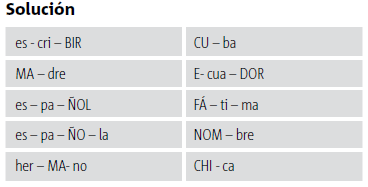 Solución
es - cri – BIR
CU – ba
MA – dre
E- cua – DOR
es – pa – ÑOL
FÁ – ti – ma
es – pa – ÑO – la
NOM – bre
her – MA- no
CHI - ca